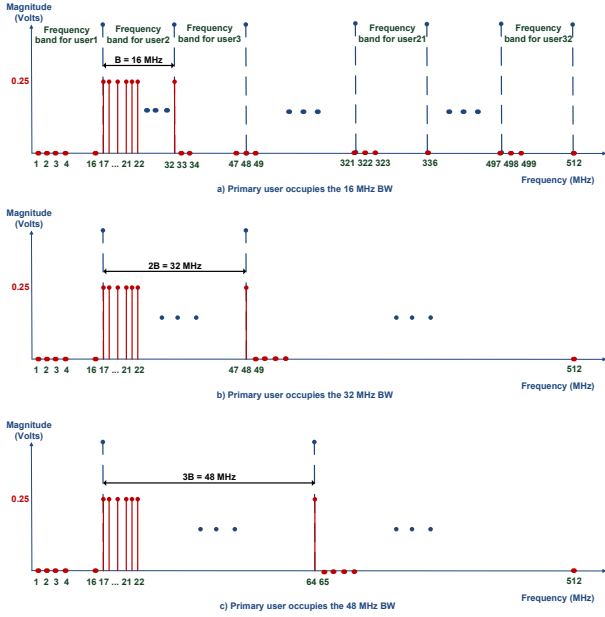 Magnitude
(Volts)
Frequency
band for user1
Frequency
band for user2
Frequency
band for user3
Frequency
band for user21
Frequency
band for user32
B = 16 MHz
0.25
1 2 3 4 16 17 ... 21 22 32 33 34 47 48 49 321 322 323 336 497 498 499 512
Frequency (MHz)
a) Primary user occupies the 16 MHz BW
Magnitude
(Volts)
2B = 32 MHz
0.25
1 2 3 4 16 17 ... 21 22 47 48 49 512
Frequency (MHz)
b) Primary user occupies the 32 MHz BW
Magnitude
(Volts)
3B = 48 MHz
0.25
1 2 3 4 16 17 ... 21 22 64 65 512
Frequency (MHz)
c) Primary user occupies the 48 MHz BW